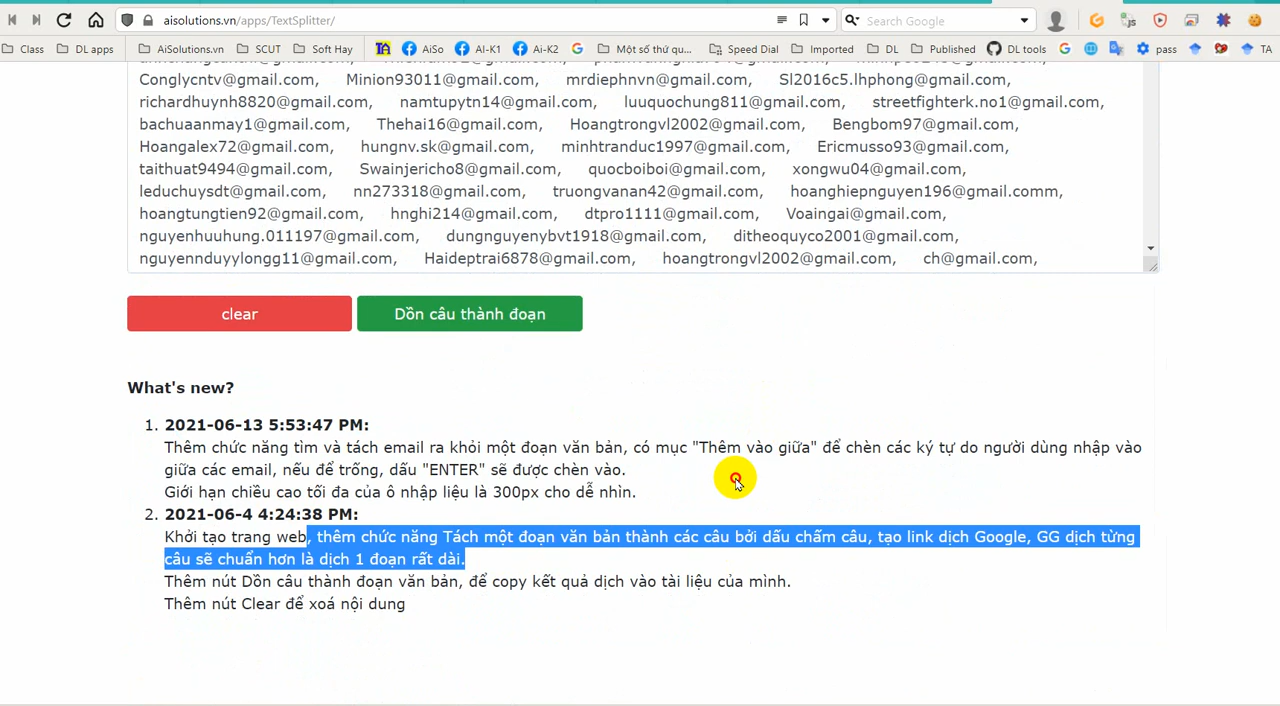 aisolutions.vn/apps/TextSplitter/ Search Google
Class DL apps AiSolutions.vn SCUT Soft Hay AiSo AI-K1 Ai-K2 Một số thứ qu... Speed Dial Imported DL Published DL tools pass TA
Conglycntv@gmail.com, Minion93011@gmail.com, mrdiephnvn@gmail.com, Sl2016c5.lhphong@gmail.com,
richardhuynh8820@gmail.com, namtupytn14@gmail.com, luuquochung811@gmail.com, streetfighterk.no1@gmail.com,
bachuaanmay1@gmail.com, Thehai16@gmail.com, Hoangtrongvl2002@gmail.com, Bengbom97@gmail.com,
Hoangalex72@gmail.com, hungnv.sk@gmail.com, minhtranduc1997@gmail.com, Ericmusso93@gmail.com,
taithuat9494@gmail.com, Swainjericho8@gmail.com, quocboiboi@gmail.com, xongwu04@gmail.com,
leduchuysdt@gmail.com, nn273318@gmail.com, truongvanan42@gmail.com, hoanghiepnguyen196@gmail.comm,
hoangtungtien92@gmail.com, hnghi214@gmail.com, dtpro1111@gmail.com, Voaingai@gmail.com,
nguyenhuuhung.011197@gmail.com, dungnguyenybvt1918@gmail.com, ditheoquyco2001@gmail.com,
nguyennduyylongg11@gmail.com, Haideptrai6878@gmail.com, hoangtrongvl2002@gmail.com, ch@gmail.com,
clear Dồn câu thành đoạn
What's new?
1. 2021-06-13 5:53:47 PM:
Thêm chức năng tìm và tách email ra khỏi một đoạn văn bản, có mục "Thêm vào giữa" để chèn các ký tự do người dùng nhập vào
giữa các email, nếu để trống, dấu "ENTER" sẽ được chèn vào.
Giới hạn chiều cao tối đa của ô nhập liệu là 300px cho dễ nhìn.
2. 2021-06-4 4:24:38 PM:
Khởi tạo trang web, thêm chức năng Tách một đoạn văn bản thành các câu bởi dấu chấm câu, tạo link dịch Google, GG dịch từng
câu sẽ chuẩn hơn là dịch 1 đoạn rất dài.
Thêm nút Dồn câu thành đoạn văn bản, để copy kết quả dịch vào tài liệu của mình.
Thêm nút Clear để xoá nội dung